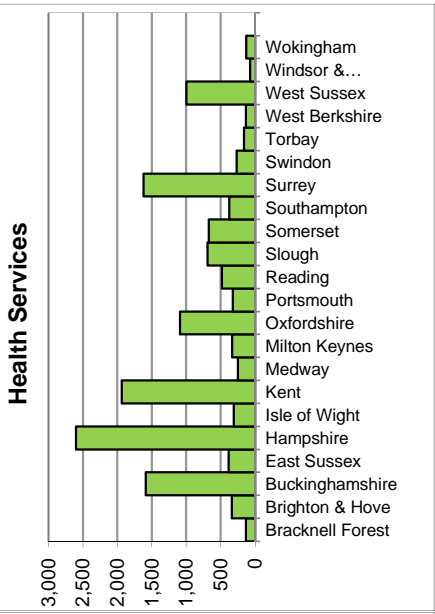 Health Services
Wokingham
Windsor &…
West Sussex
West Berkshire
Torbay
Swindon
Surrey
Southampton
Somerset
Slough
Reading
Portsmouth
Oxfordshire
Milton Keynes
Medway
Kent
Isle of Wight
Hampshire
East Sussex
Buckinghamshire
Brighton & Hove
Bracknell Forest
3,000
2,500
2,000
1,500
1,000
500
0